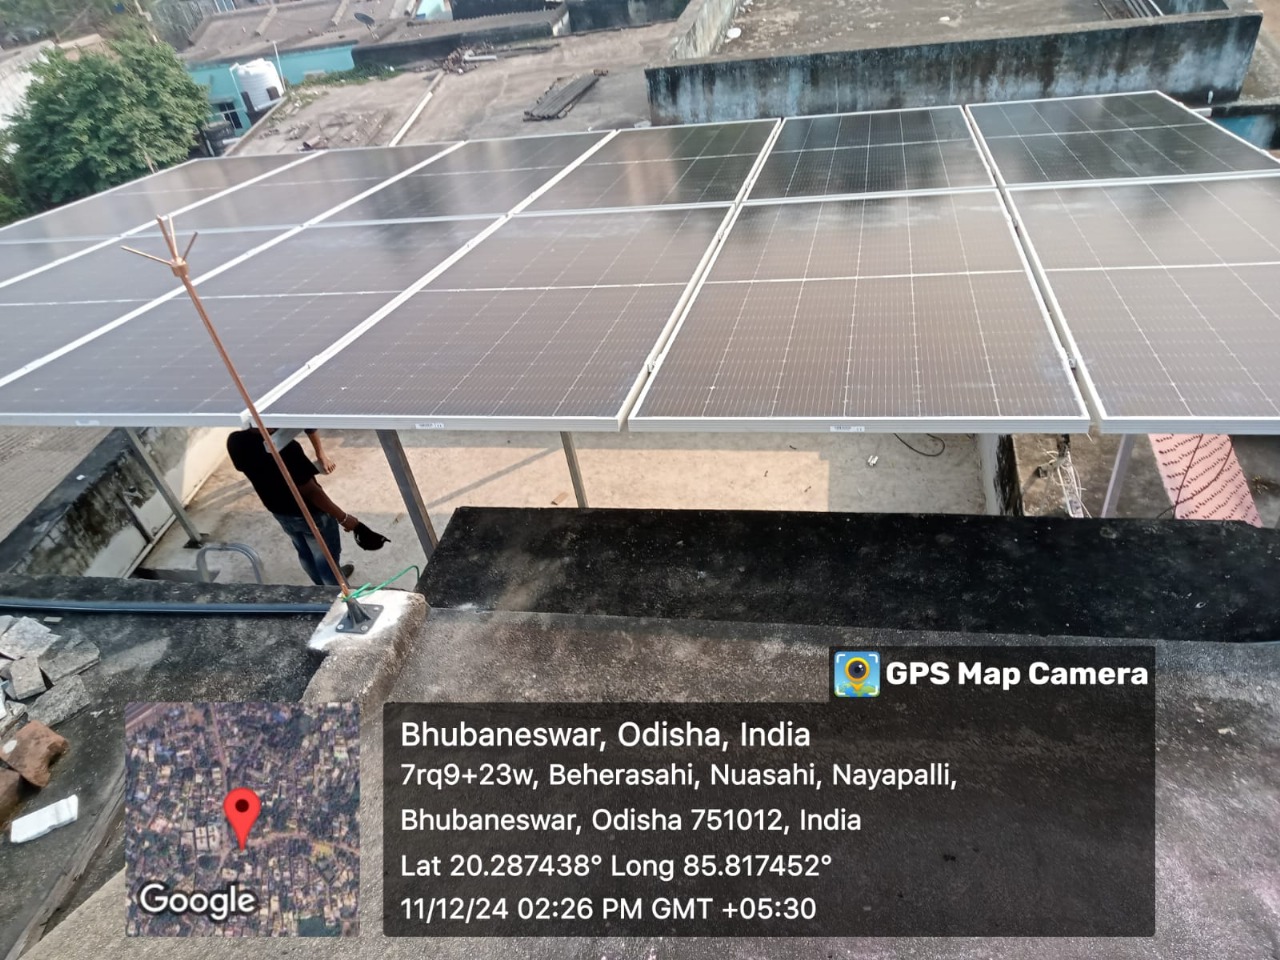 GPS Map Camera
Bhubaneswar, Odisha, India
7rq9+23w, Beherasahi, Nuasahi, Nayapalli,
Bhubaneswar, Odisha 751012, India
Lat 20.287438° Long 85.817452°
11/12/24 02:26 PM GMT +05:30
Google